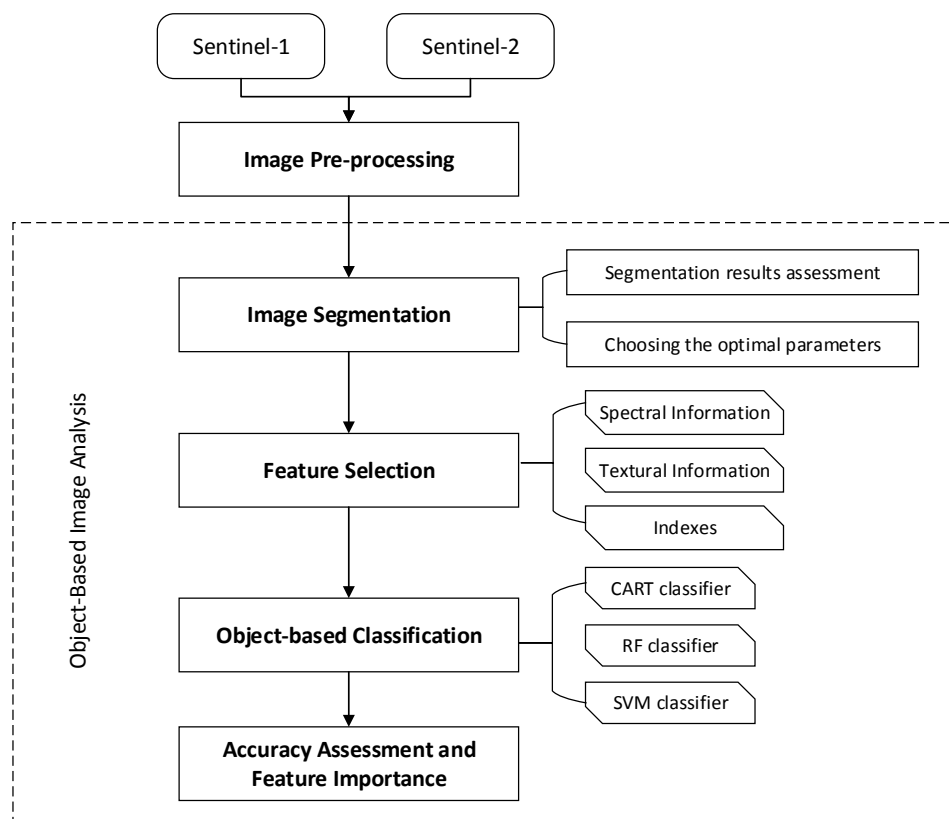 Sentinel-1
Sentinel-2
Image Pre-processing
Object-Based Image Analysis
Image Segmentation
Segmentation results assessment
Choosing the optimal parameters
Feature Selection
Spectral Information
Textural Information
Indexes
Object-based Classification
CART classifier
RF classifier
SVM classifier
Accuracy Assessment and
Feature Importance